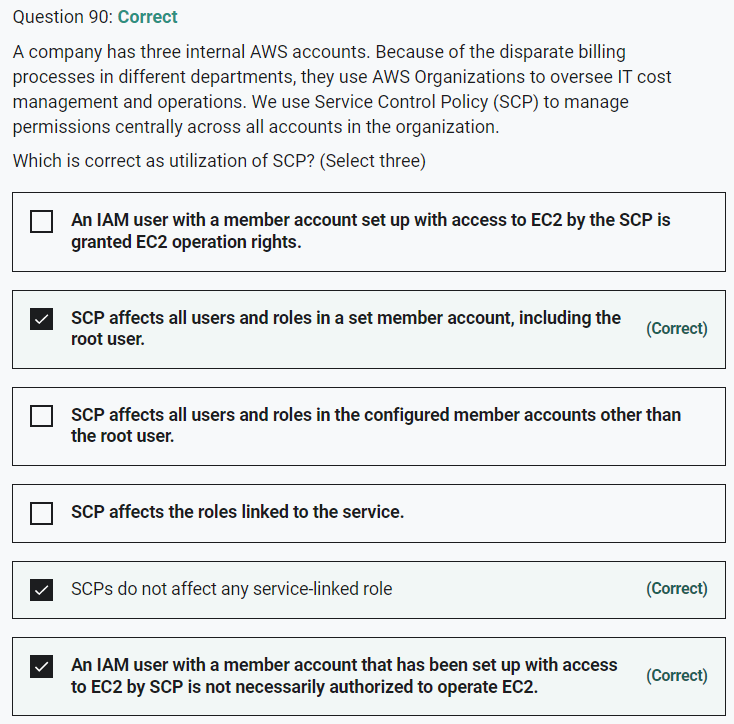 Question 90: Correct
A company has three internal AWS accounts. Because of the disparate billing
processes in different departments, they use AWS Organizations to oversee IT cost
management and operations. We use Service Control Policy (SCP) to manage
permissions centrally across all accounts in the organization.
Which is correct as utilization of SCP? (Select three)
An IAM user with a member account set up with access to EC2 by the SCP is
granted EC2 operation rights.
SCP affects all users and roles in a set member account, including the
root user.
(Correct)
SCP affects all users and roles in the configured member accounts other than
the root user.
SCP affects the roles linked to the service.
SCPs do not affect any service-linked role
(Correct)
An IAM user with a member account that has been set up with access
to EC2 by SCP is not necessarily authorized to operate EC2.
(Correct)